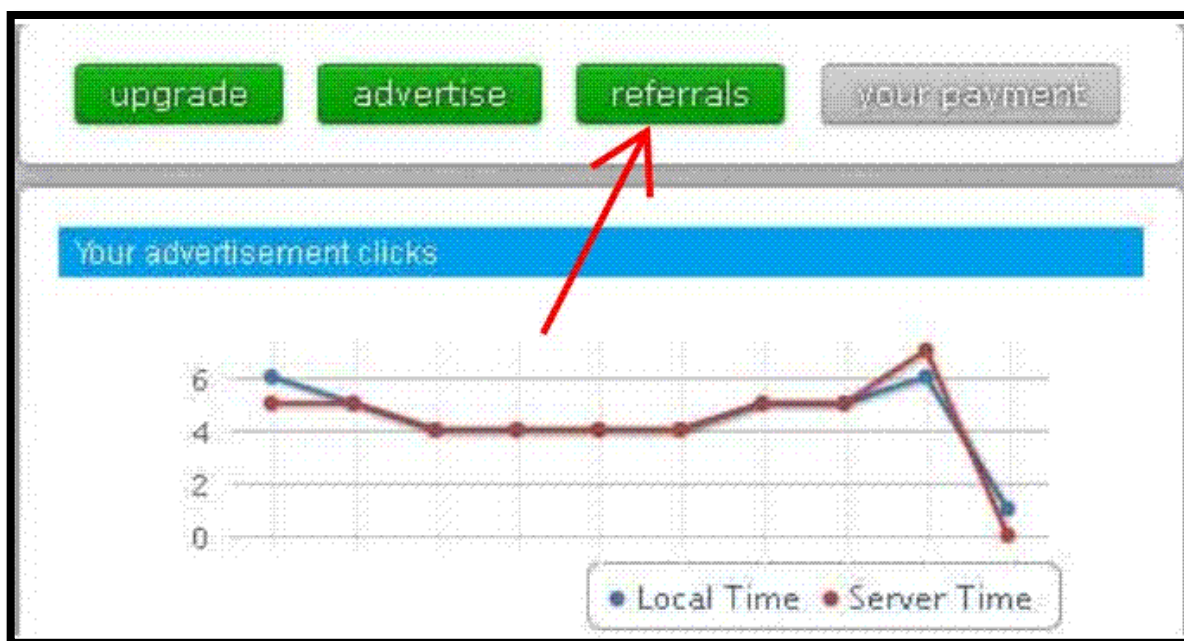 upgrade advertise referrals your payment
Your advertisement clicks
6
4
2
0
Local Time Server Time